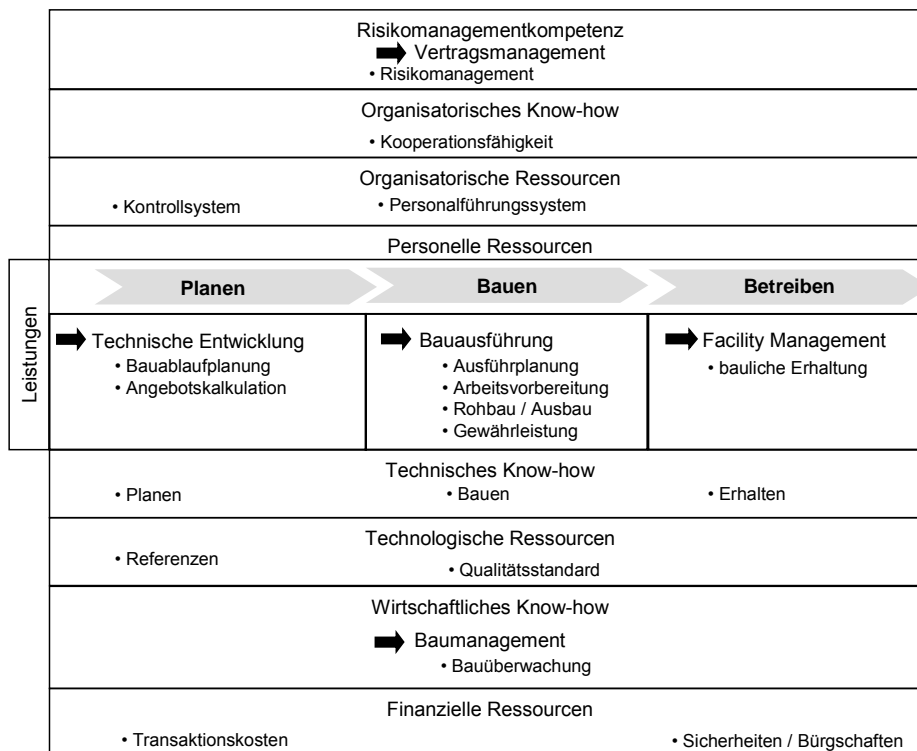 Risikomanagementkompetenz
Vertragsmanagement
• Risikomanagement
Organisatorisches Know-how
• Kooperationsfähigkeit
Organisatorische Ressourcen
• Kontrollsystem • Personalführungssystem
Personelle Ressourcen
Leistungen
Planen Bauen Betreiben
Technische Entwicklung
• Bauablaufplanung
• Angebotskalkulation
Bauausführung
• Ausführplanung
• Arbeitsvorbereitung
• Rohbau / Ausbau
• Gewährleistung
Facility Management
• bauliche Erhaltung
Technisches Know-how
• Planen • Bauen • Erhalten
Technologische Ressourcen
• Referenzen
• Qualitätsstandard
Wirtschaftliches Know-how
Baumanagement
• Bauüberwachung
Finanzielle Ressourcen
• Transaktionskosten • Sicherheiten / Bürgschaften